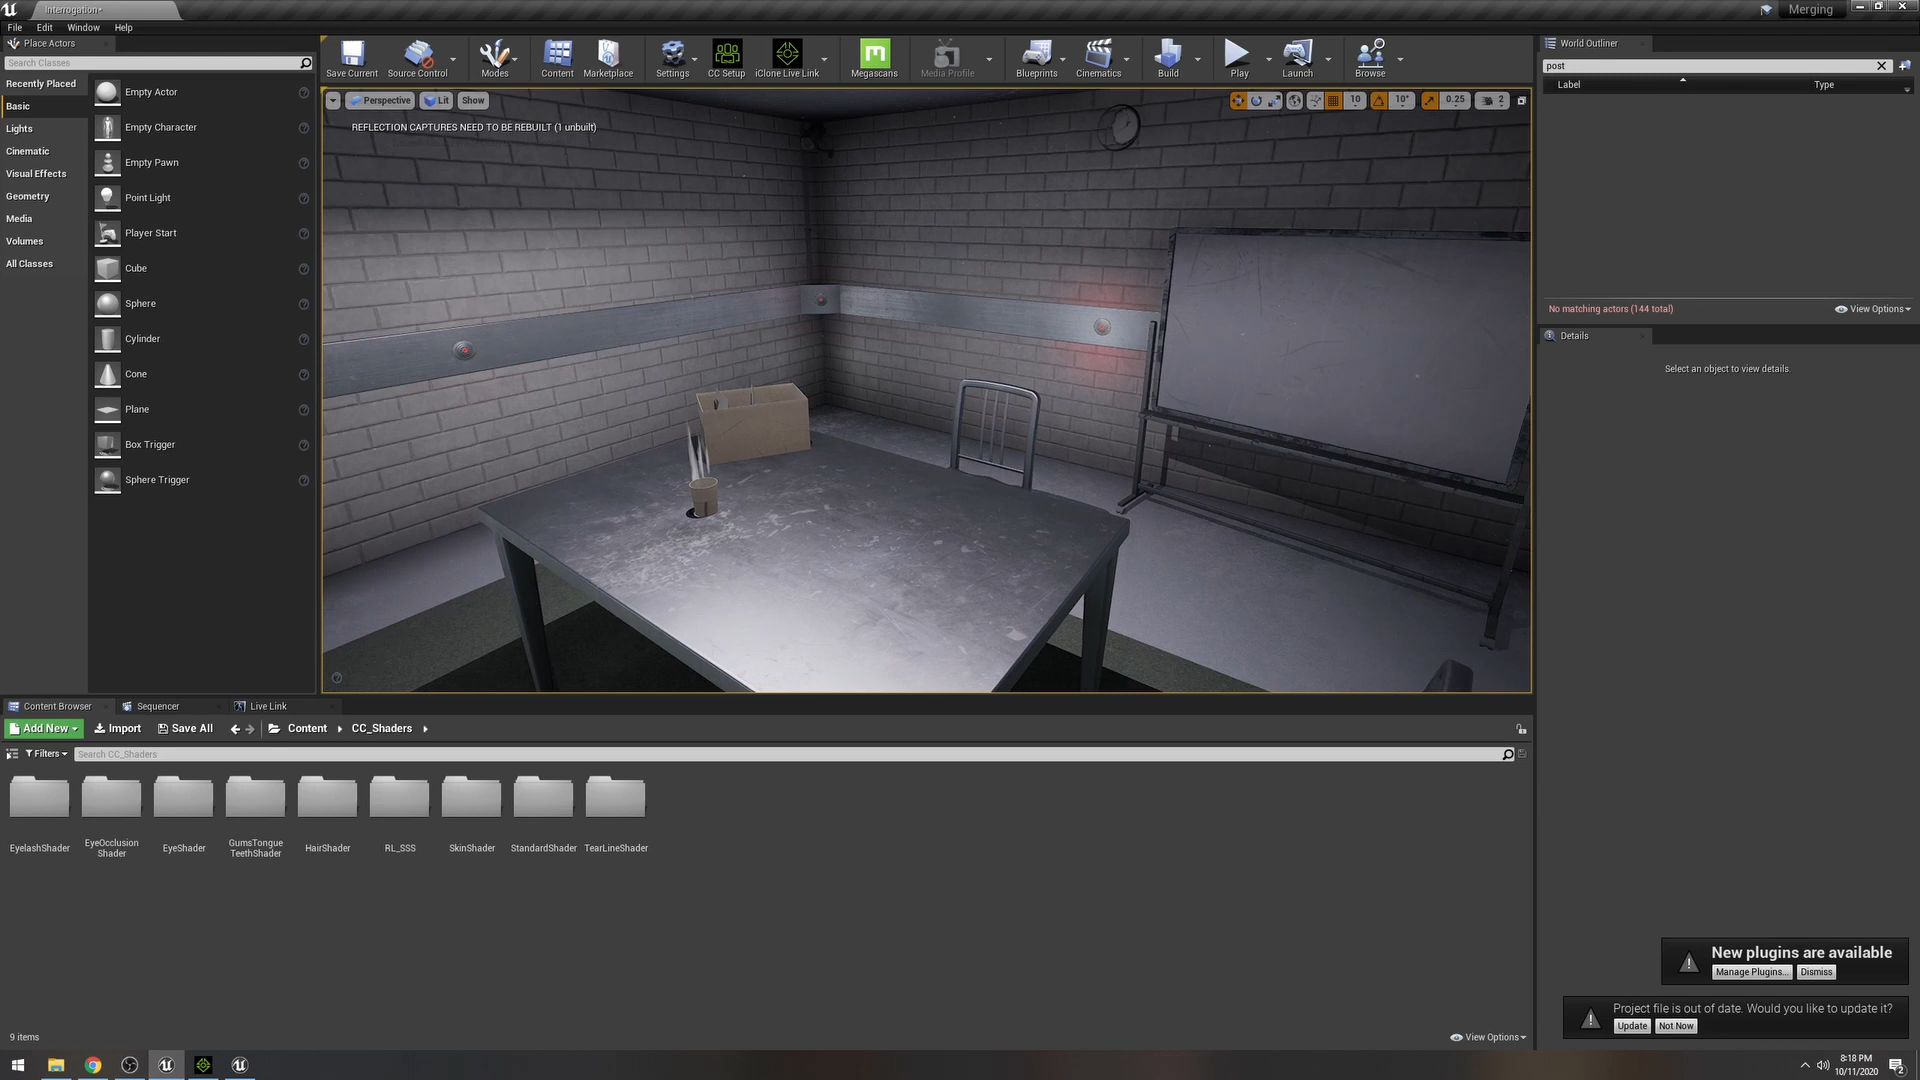 Interrogation•
Merging
File Edit Window Help
Place Actors
Search Classes
Recently Placed
Basic
Lights
Cinematic
Visual Effects
Geometry
Media
Volumes
All Classes
Empty Actor
Empty Character
Empty Pawn
Point Light
Player Start
Cube
Sphere
Cylinder
Cone
Plane
Box Trigger
Sphere Trigger
Save Current
Source Control
Modes
Content
Marketplace
Settings
CC Setup
iClone Live Link
Megascans
Media Profile
Blueprints
Cinematics
Build
Play
Launch
Browse
Perspective Lit Show
10 10° 0.25 2
REFLECTION CAPTURES NEED TO BE REBUILT (1 unbuilt)
World Outliner
post
Label Type
No matching actors (144 total) View Options
Details
Select an object to view details.
Content Browser Sequencer Live Link
Add New Import Save All Content CC_Shaders
Filters Search CC_Shaders
EyelashShader
EyeOcclusion
Shader
EyeShader
GumsTongue
TeethShader
HairShader
RL_SSS
SkinShader
StandardShader
TearLineShader
9 items
View Options
New plugins are available
Manage Plugins... Dismiss
Project file is out of date. Would you like to update it?
Update Not Now
8:18 PM
10/11/2020
2